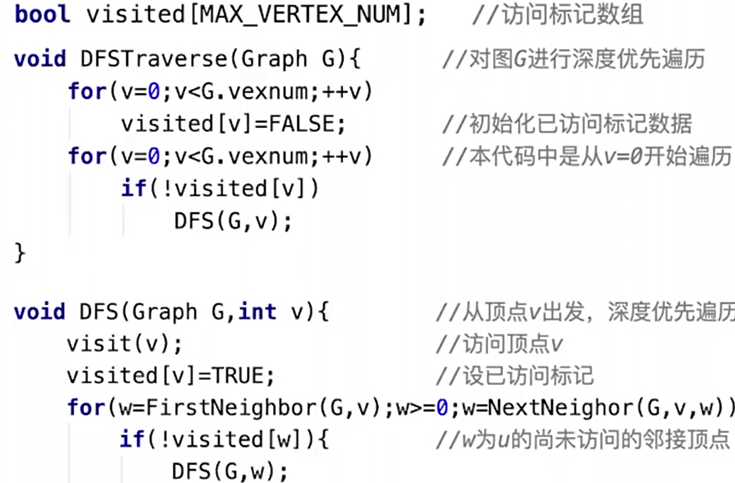 bool visited[MAX_VERTEX_NUM]; //访问标记数组
void DFSTraverse(Graph G){ //对图G进行深度优先遍历
for(v=0;v<G.vexnum;++v)
visited[v]=FALSE; //初始化已访问标记数据
for(v=0;v<G.vexnum;++v) //本代码中是从v=0开始遍历
if(!visited[v])
DFS(G,v);
}
void DFS(Graph G,int v){ //从顶点v出发，深度优先遍历
visit(v); //访问顶点v
visited[v]=TRUE; //设已访问标记
for(w=FirstNeighbor(G,v);w>=0;w=NextNeighor(G,v,w))
if(!visited[w]){ //w为u的尚未访问的邻接顶点
DFS(G,w);